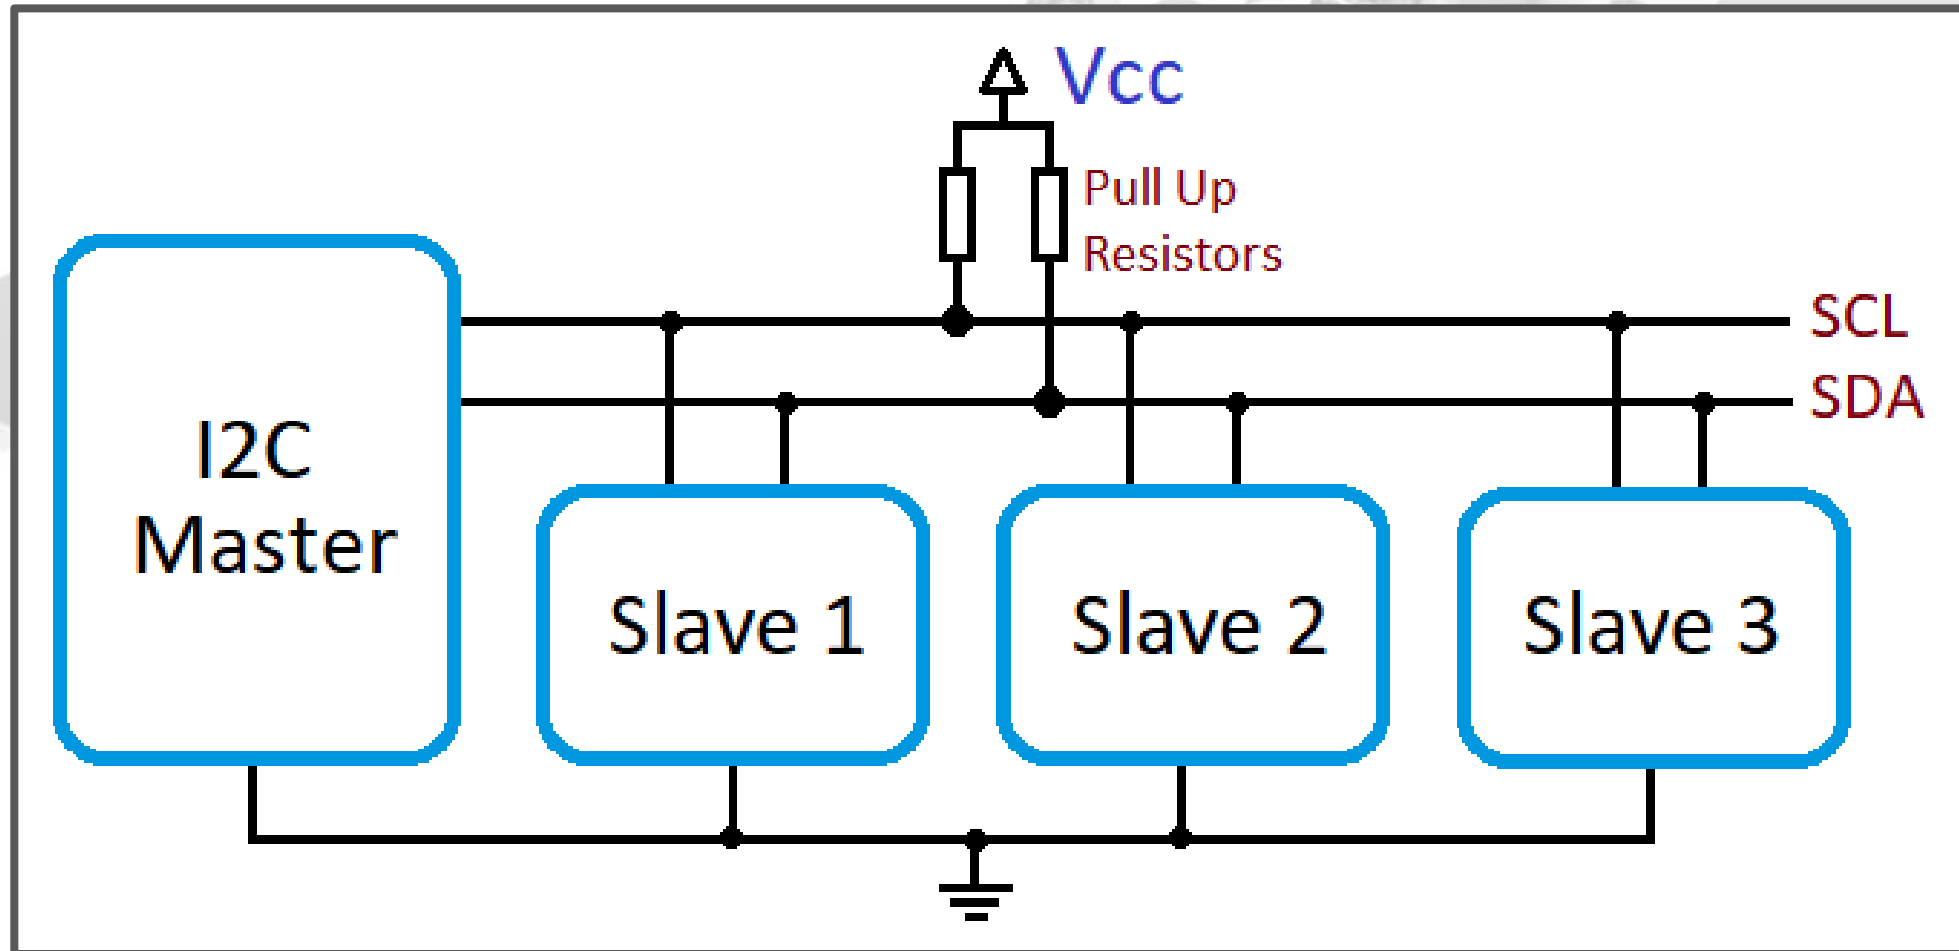 Vcc
Pull Up
Resistors
SCL
SDA
I2C
Master
Slave 1
Slave 2
Slave 3